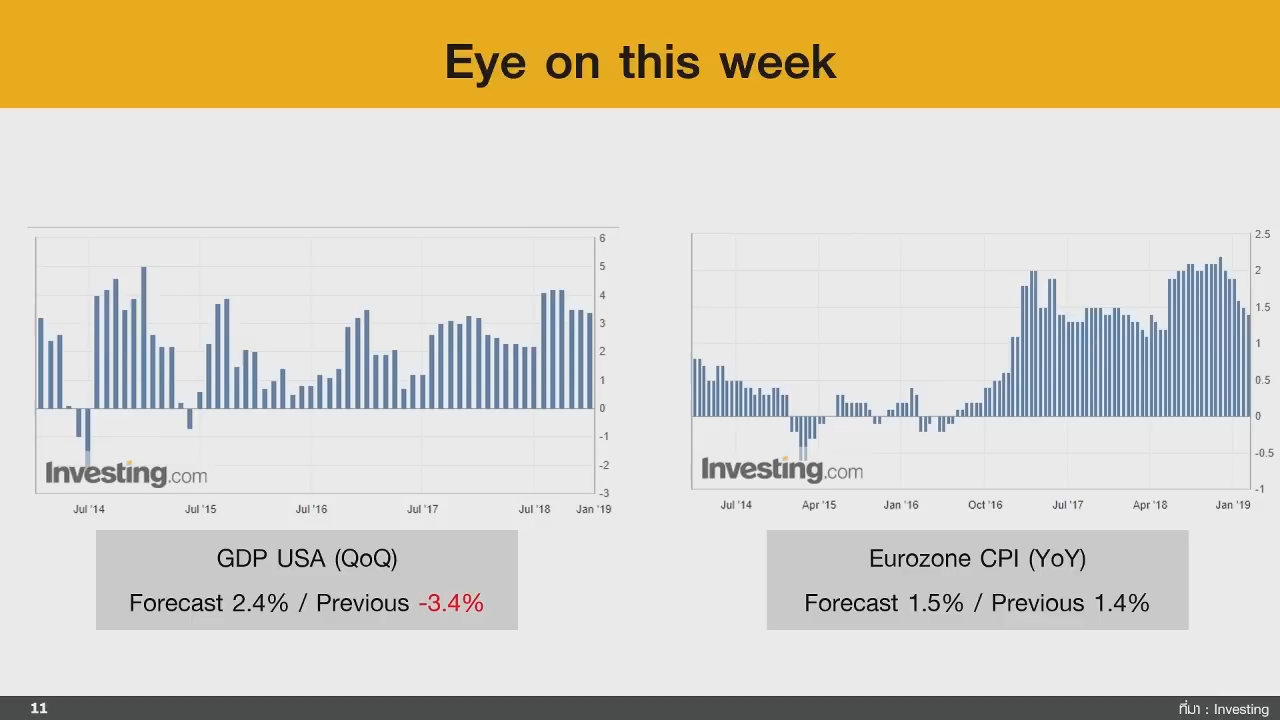 Eye on this week
6
5
4
3
2
1
0
-1
-2
-3
Investing.com
Jul '14 Jul '15 Jul '16 Jul '17 Jul '18 Jan '19
2.5
2
1.5
1
0.5
0
-0.5
-1
Investing.com
Jul '14 Apr '15 Jan '16 Oct '16 Jul '17 Apr '18 Jan '19
GDP USA (QoQ)
Forecast 2.4% / Previous -3.4%
Eurozone CPI (YoY)
Forecast 1.5% / Previous 1.4%
11
ที่มา : Investing